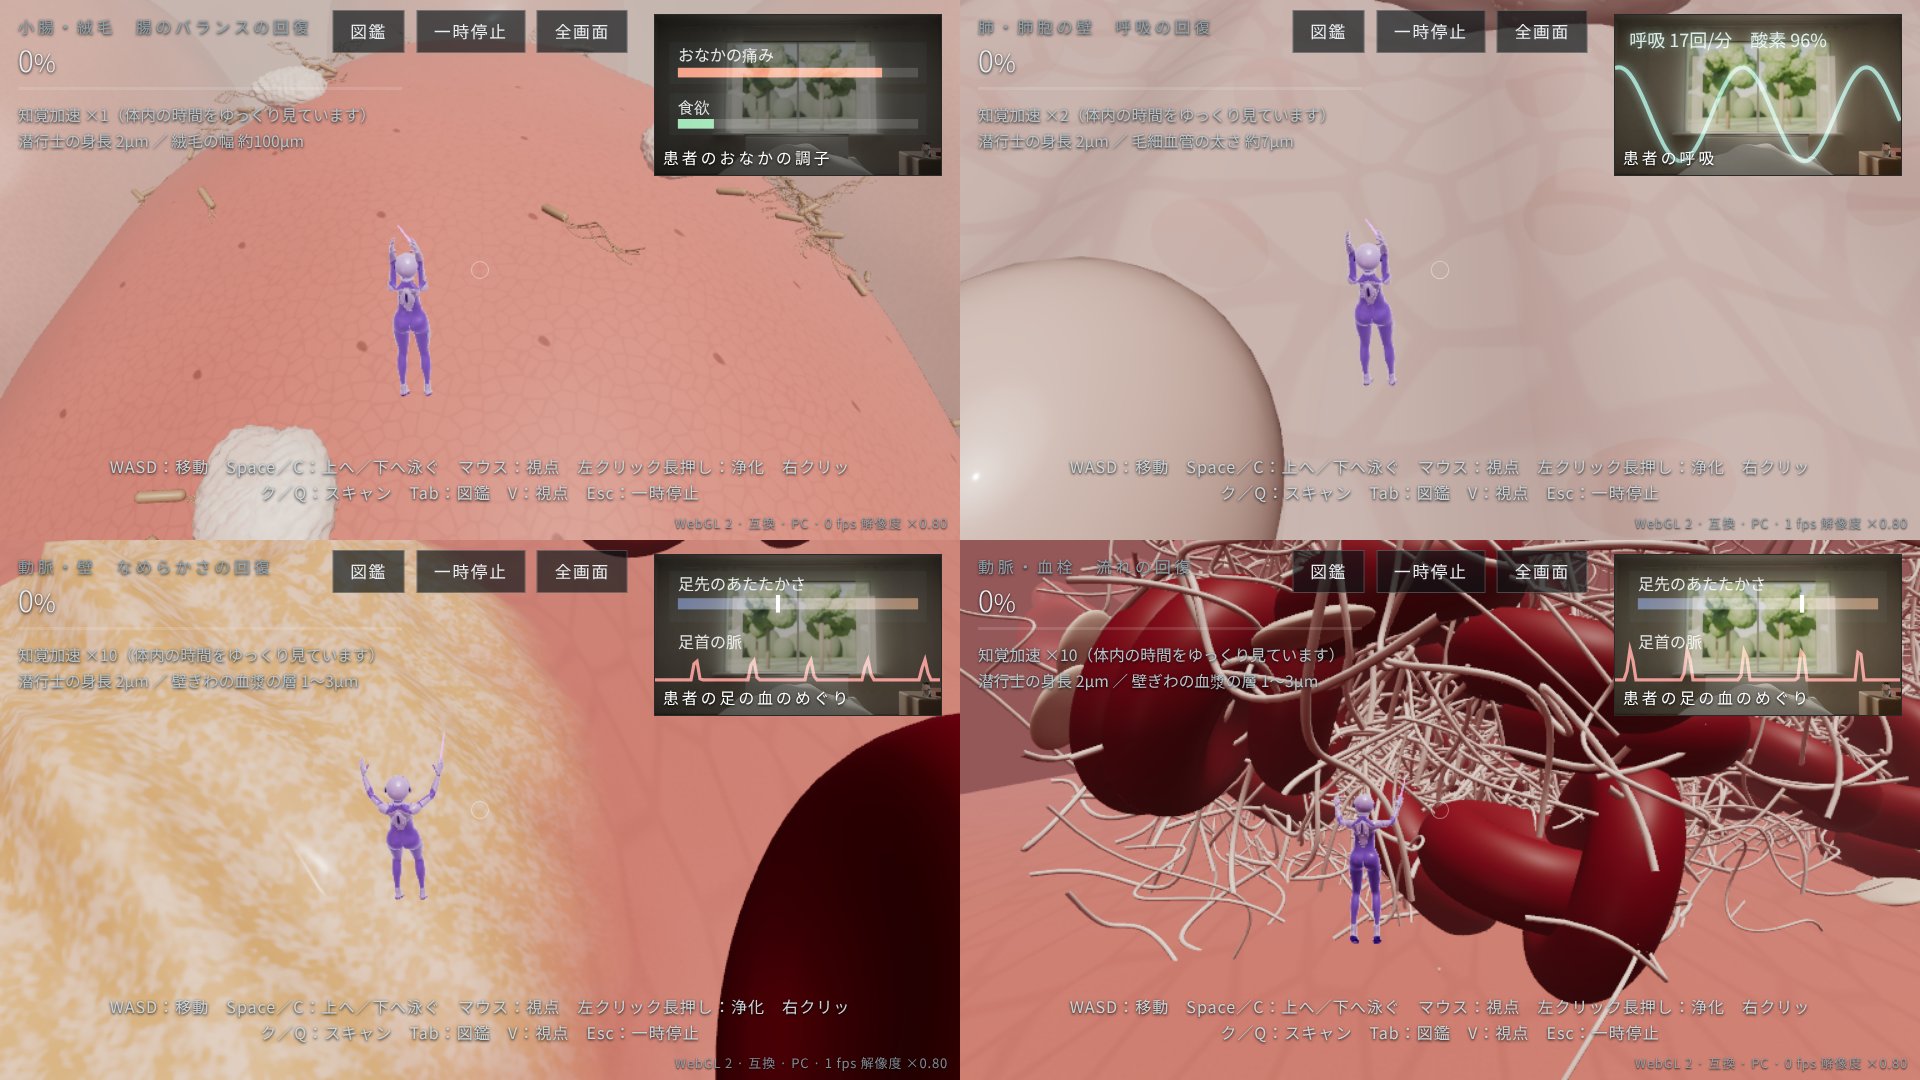 小腸・絨毛　腸のバランスの回復
0%
知覚加速 ×1（体内の時間をゆっくり見ています）
潜行士の身長 2μm ／ 絨毛の幅 約100μm
図鑑
一時停止
全画面
おなかの痛み
食欲
患者のおなかの調子
WASD：移動　Space／C：上へ／下へ泳ぐ　マウス：視点　左クリック長押し：浄化　右クリッ
ク／Q：スキャン　Tab：図鑑　V：視点　Esc：一時停止
WebGL 2 · 互換 · PC · 0 fps 解像度 ×0.80
肺・肺胞の壁　呼吸の回復
0%
知覚加速 ×2（体内の時間をゆっくり見ています）
潜行士の身長 2μm ／ 毛細血管の太さ 約7μm
図鑑
一時停止
全画面
呼吸 17回/分　酸素 96%
患者の呼吸
WASD：移動　Space／C：上へ／下へ泳ぐ　マウス：視点　左クリック長押し：浄化　右クリッ
ク／Q：スキャン　Tab：図鑑　V：視点　Esc：一時停止
WebGL 2 · 互換 · PC · 1 fps 解像度 ×0.80
動脈・壁　なめらかさの回復
0%
知覚加速 ×10（体内の時間をゆっくり見ています）
潜行士の身長 2μm ／ 壁ぎわの血漿の層 1〜3μm
図鑑
一時停止
全画面
足先のあたたかさ
足首の脈
患者の足の血のめぐり
WASD：移動　Space／C：上へ／下へ泳ぐ　マウス：視点　左クリック長押し：浄化　右クリッ
ク／Q：スキャン　Tab：図鑑　V：視点　Esc：一時停止
WebGL 2 · 互換 · PC · 1 fps 解像度 ×0.80
動脈・血栓　流れの回復
0%
知覚加速 ×10（体内の時間をゆっくり見ています）
潜行士の身長 2μm ／ 壁ぎわの血漿の層 1〜3μm
図鑑
一時停止
全画面
足先のあたたかさ
足首の脈
患者の足の血のめぐり
WASD：移動　Space／C：上へ／下へ泳ぐ　マウス：視点　左クリック長押し：浄化　右クリッ
ク／Q：スキャン　Tab：図鑑　V：視点　Esc：一時停止
WebGL 2 · 互換 · PC · 0 fps 解像度 ×0.80